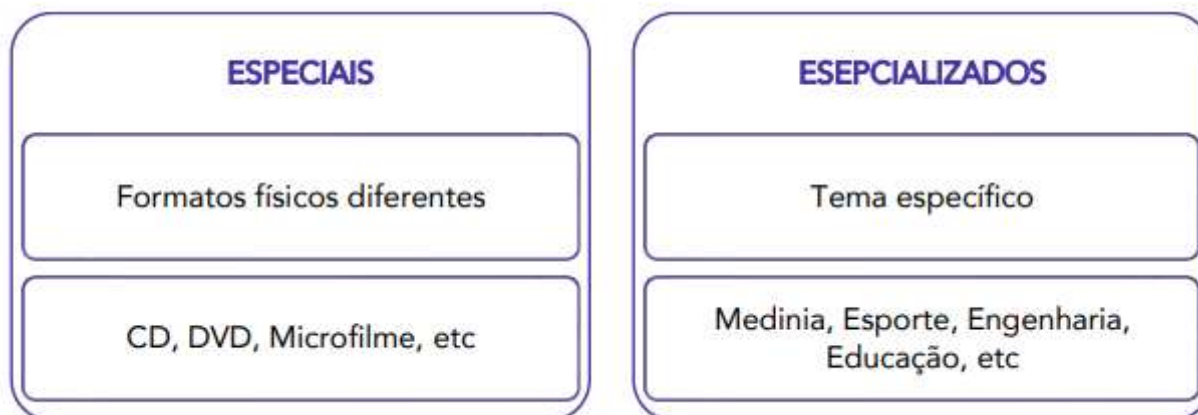 ESPECIAIS
Formatos físicos diferentes
CD, DVD, Microfilme, etc
ESEPCIALIZADOS
Tema específico
Medinia, Esporte, Engenharia,
Educação, etc